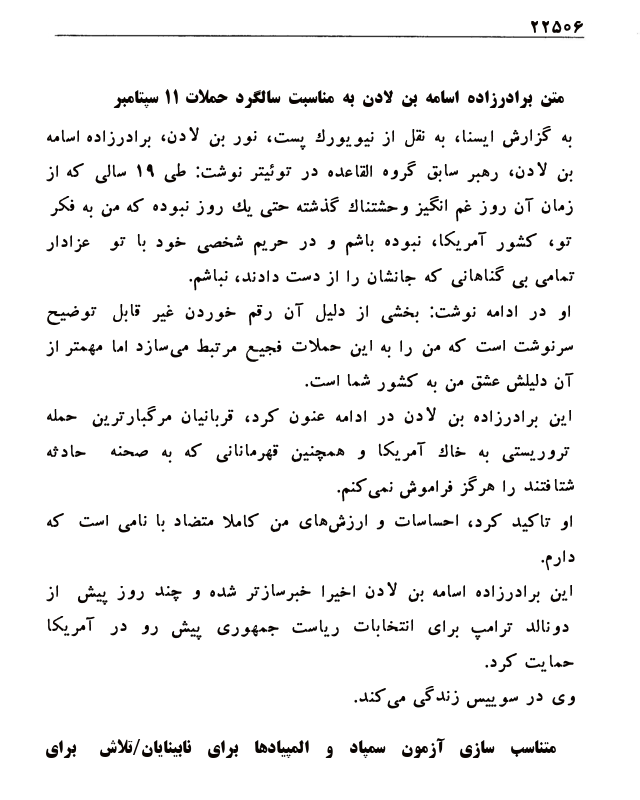 ۲۲۵۰۶
متن برادرزاده اسامه بن لادن به مناسبت سالگرد حملات ۱۱ سپتامبر
به گزارش ایسنا، به نقل از نیویورك پست، نور بن لادن، برادرزاده اسامه
بن لادن، رهبر سابق گروه القاعده در توئیتر نوشت: طی ۱۹ سالی که از
زمان آن روز غم انگیز وحشتناك گذشته حتی یك روز نبوده که من به فکر
تو، کشور آمریکا، نبوده باشم و در حریم شخصی خود با تو عزادار
تمامی بی گناهانی که جانشان را از دست دادند، نباشم.
او در ادامه نوشت: بخشی از دلیل آن رقم خوردن غیر قابل توضیح
سرنوشت است که من را به این حملات فجیع مرتبط می‌سازد اما مهمتر از
آن دلیلش عشق من به کشور شما است.
این برادرزاده بن لادن در ادامه عنون کرد، قربانیان مرگبارترین حمله
تروریستی به خاك آمریکا و همچنین قهرمانانی که به صحنه حادثه
شتافتند را هرگز فراموش نمی‌کنم.
او تاکید کرد، احساسات و ارزش‌های من کاملا متضاد با نامی است که
دارم.
این برادرزاده اسامه بن لادن اخیرا خبرسازتر شده و چند روز پیش از
دونالد ترامپ برای انتخابات ریاست جمهوری پیش رو در آمریکا
حمایت کرد.
وی در سوییس زندگی می‌کند.
متناسب سازی آزمون سمپاد و المپیادها برای نابینایان/تلاش برای